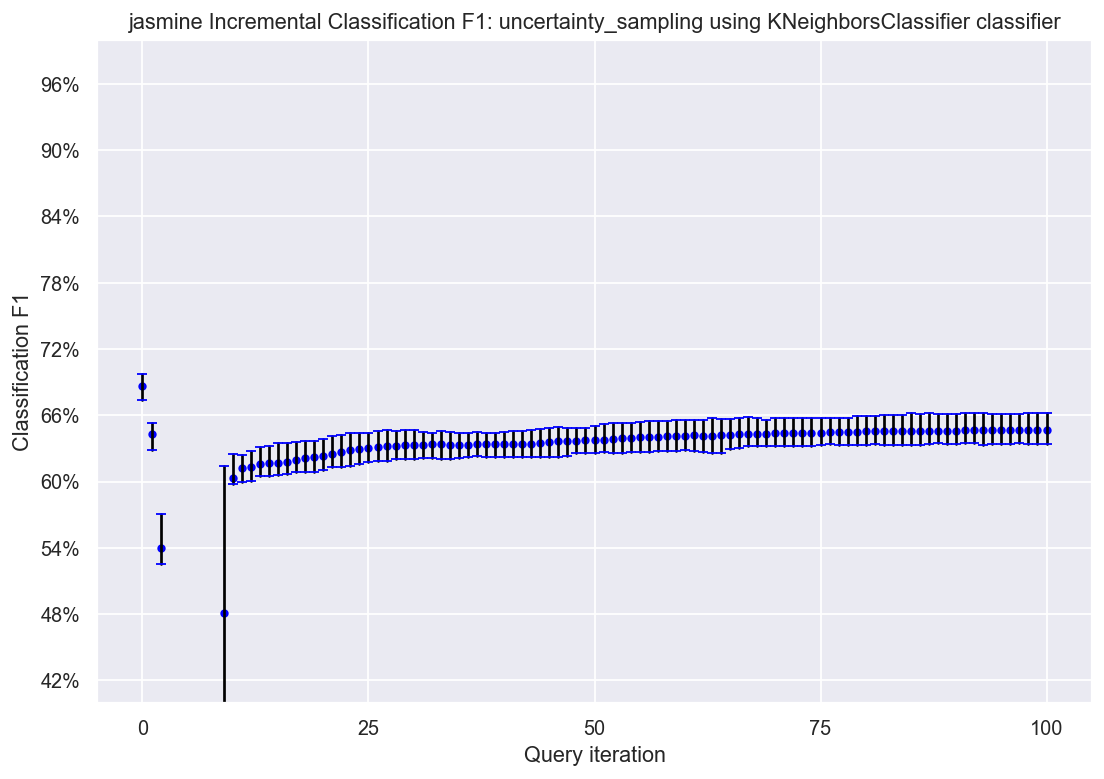 jasmine Incremental Classification F1: uncertainty_sampling using KNeighborsClassifier classifier
96%
90%
84%
78%
72%
66%
60%
54%
48%
42%
Classification F1
0 25 50 75 100
Query iteration